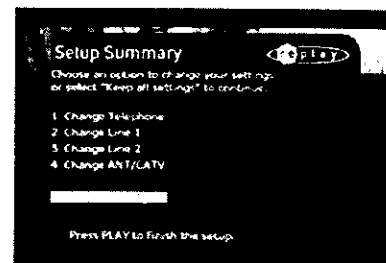 Setup Summary
replay
Choose an option to change your settings
or select "Keep all settings" to continue.
1 Change Telephone
2 Change Line 1
3 Change Line 2
4 Change ANT/CATV
Press PLAY to finish the setup.